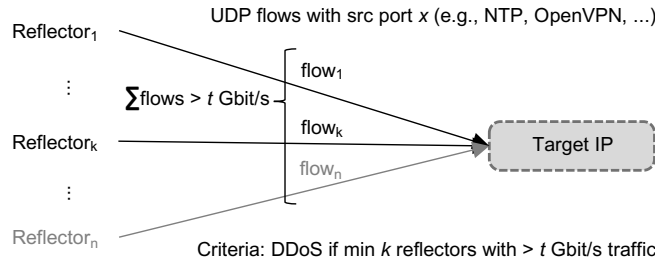 UDP flows with src port x (e.g., NTP, OpenVPN, ...)
Reflector₁
flow₁
⋮
∑flows > t Gbit/s
Reflectorₖ
flowₖ
Target IP
flowₙ
⋮
Reflectorₙ
Criteria: DDoS if min k reflectors with > t Gbit/s traffic